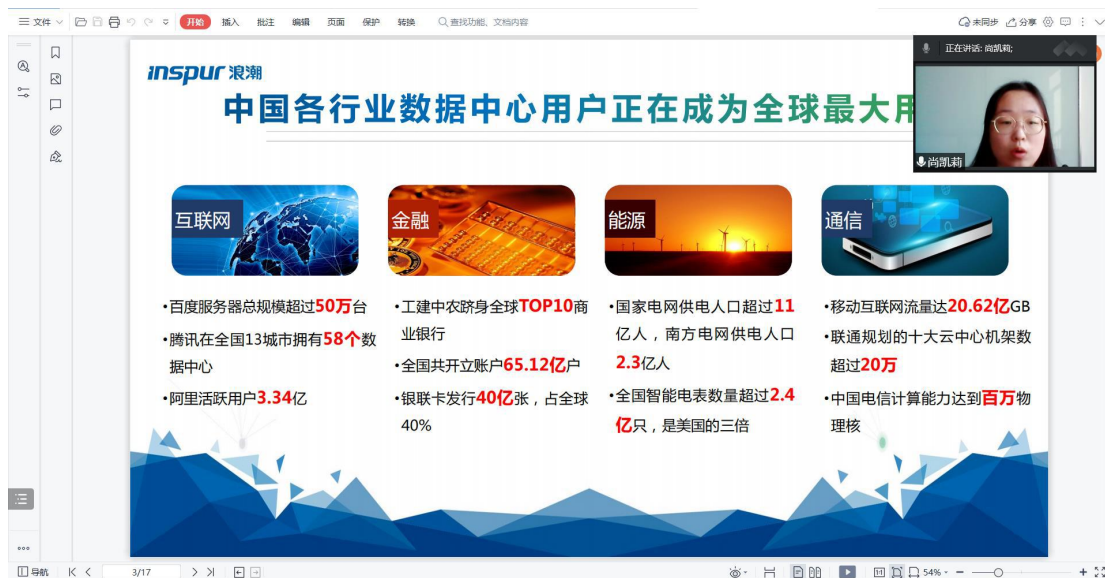 文件
开始
插入
批注
编辑
页面
保护
转换
查找功能、文档内容
未同步
分享
正在讲话: 尚凯莉;
inspur 浪潮
中国各行业数据中心用户正在成为全球最大
尚凯莉
互联网
•百度服务器总规模超过50万台
•腾讯在全国13城市拥有58个数
据中心
•阿里活跃用户3.34亿
金融
•工建中农跻身全球TOP10商
业银行
•全国共开立账户65.12亿户
•银联卡发行40亿张，占全球
40%
能源
•国家电网供电人口超过11
亿人，南方电网供电人口
2.3亿人
•全国智能电表数量超过2.4
亿只，是美国的三倍
通信
•移动互联网流量达20.62亿GB
•联通规划的十大云中心机架数
超过20万
•中国电信计算能力达到百万物
理核
导航
3/17
54%